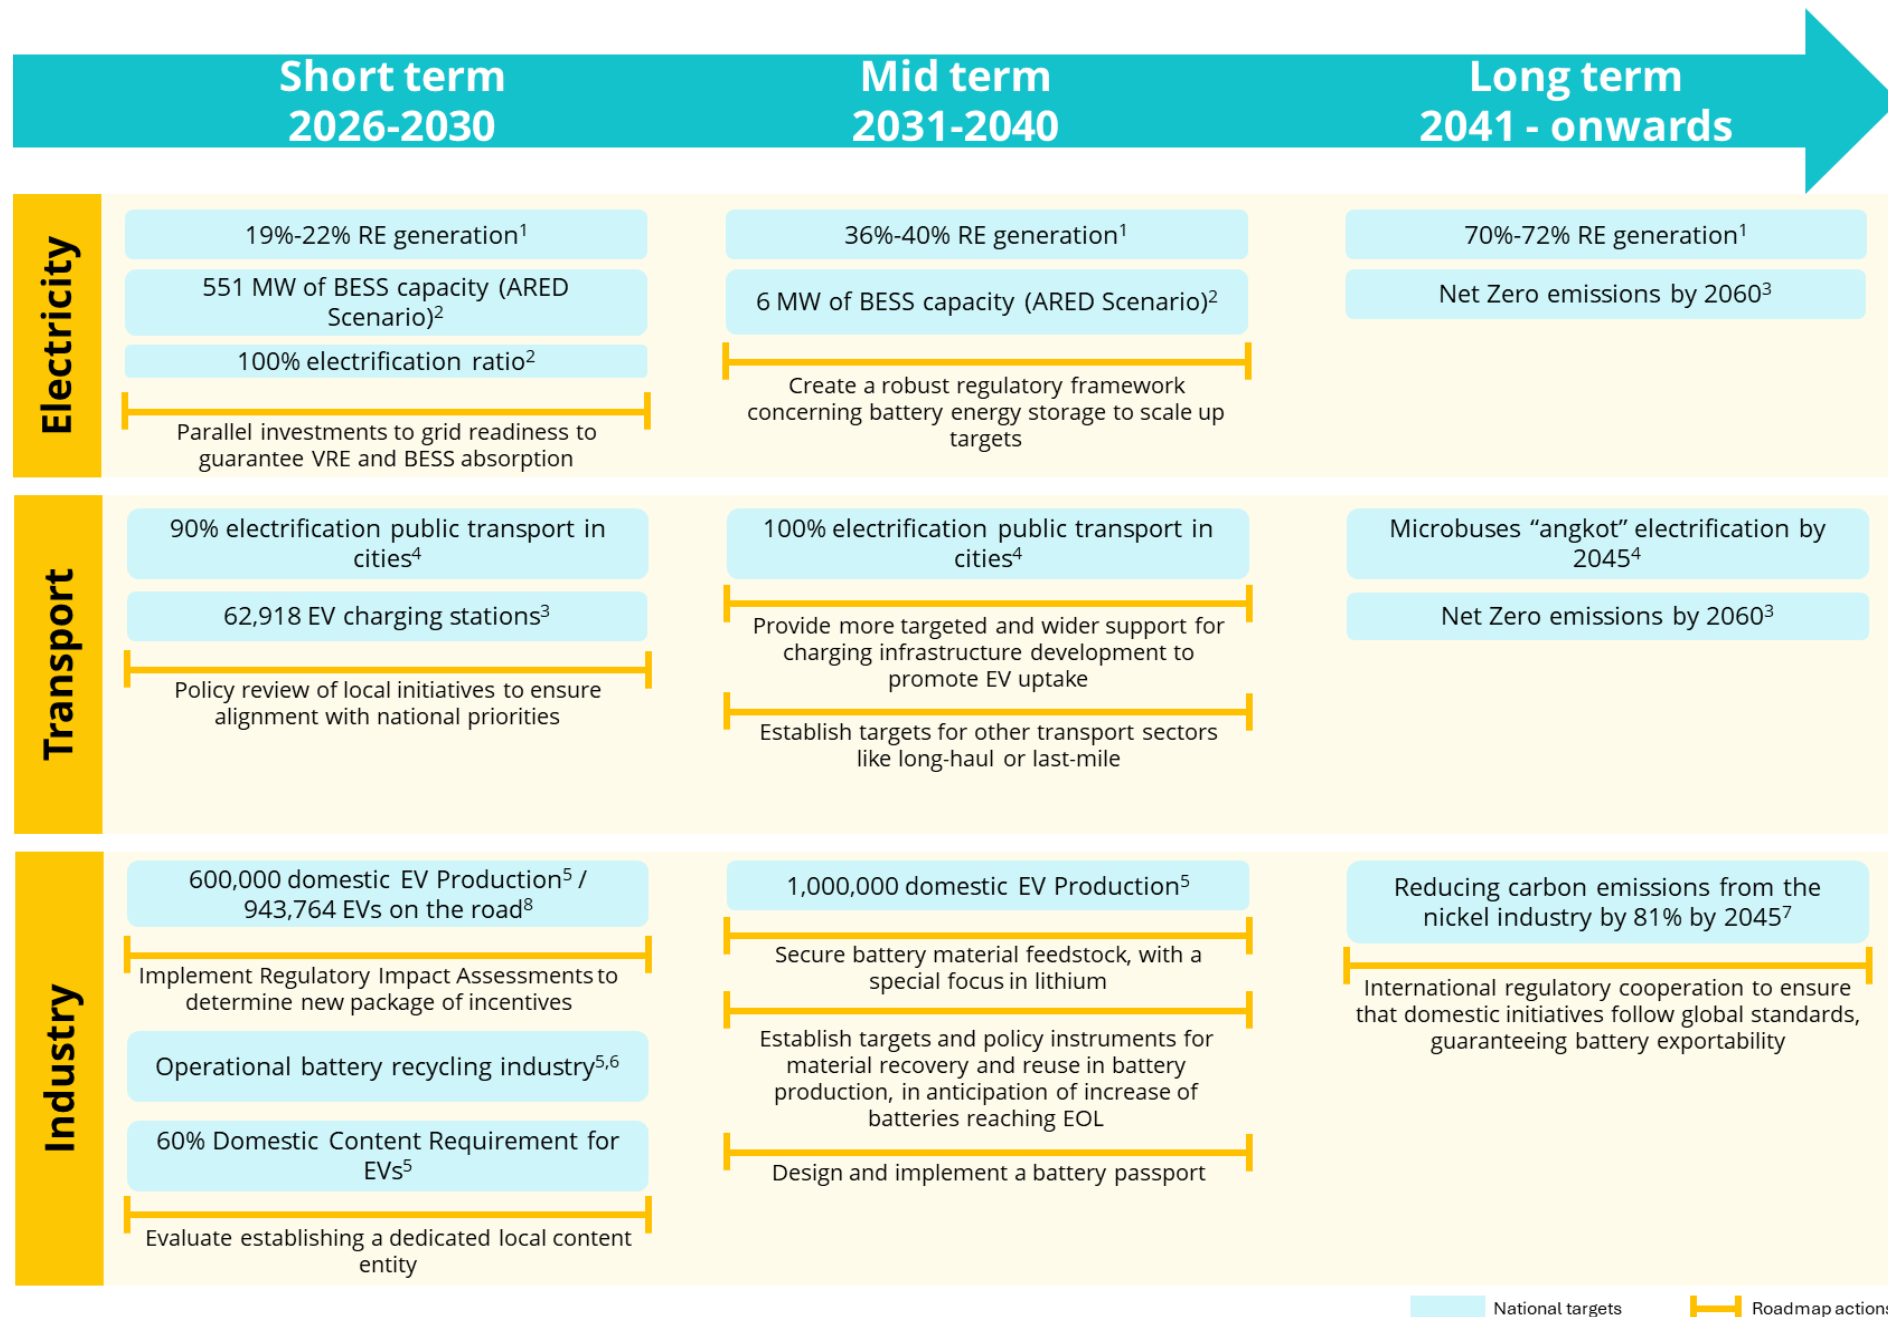 Short term
2026-2030
Mid term
2031-2040
Long term
2041 - onwards
Electricity
19%-22% RE generation¹
551 MW of BESS capacity (ARED
Scenario)²
100% electrification ratio²
Parallel investments to grid readiness to
guarantee VRE and BESS absorption
36%-40% RE generation¹
6 MW of BESS capacity (ARED Scenario)²
Create a robust regulatory framework
concerning battery energy storage to scale up
targets
70%-72% RE generation¹
Net Zero emissions by 2060³
Transport
90% electrification public transport in
cities⁴
62,918 EV charging stations³
Policy review of local initiatives to ensure
alignment with national priorities
100% electrification public transport in
cities⁴
Provide more targeted and wider support for
charging infrastructure development to
promote EV uptake
Establish targets for other transport sectors
like long-haul or last-mile
Microbuses “angkot” electrification by
2045⁴
Net Zero emissions by 2060³
Industry
600,000 domestic EV Production⁵ /
943,764 EVs on the road⁸
Implement Regulatory Impact Assessments to
determine new package of incentives
Operational battery recycling industry⁵,⁶
60% Domestic Content Requirement for
EVs⁵
Evaluate establishing a dedicated local content
entity
1,000,000 domestic EV Production⁵
Secure battery material feedstock, with a
special focus in lithium
Establish targets and policy instruments for
material recovery and reuse in battery
production, in anticipation of increase of
batteries reaching EOL
Design and implement a battery passport
Reducing carbon emissions from the
nickel industry by 81% by 2045⁷
International regulatory cooperation to ensure
that domestic initiatives follow global standards,
guaranteeing battery exportability
National targets
Roadmap actions